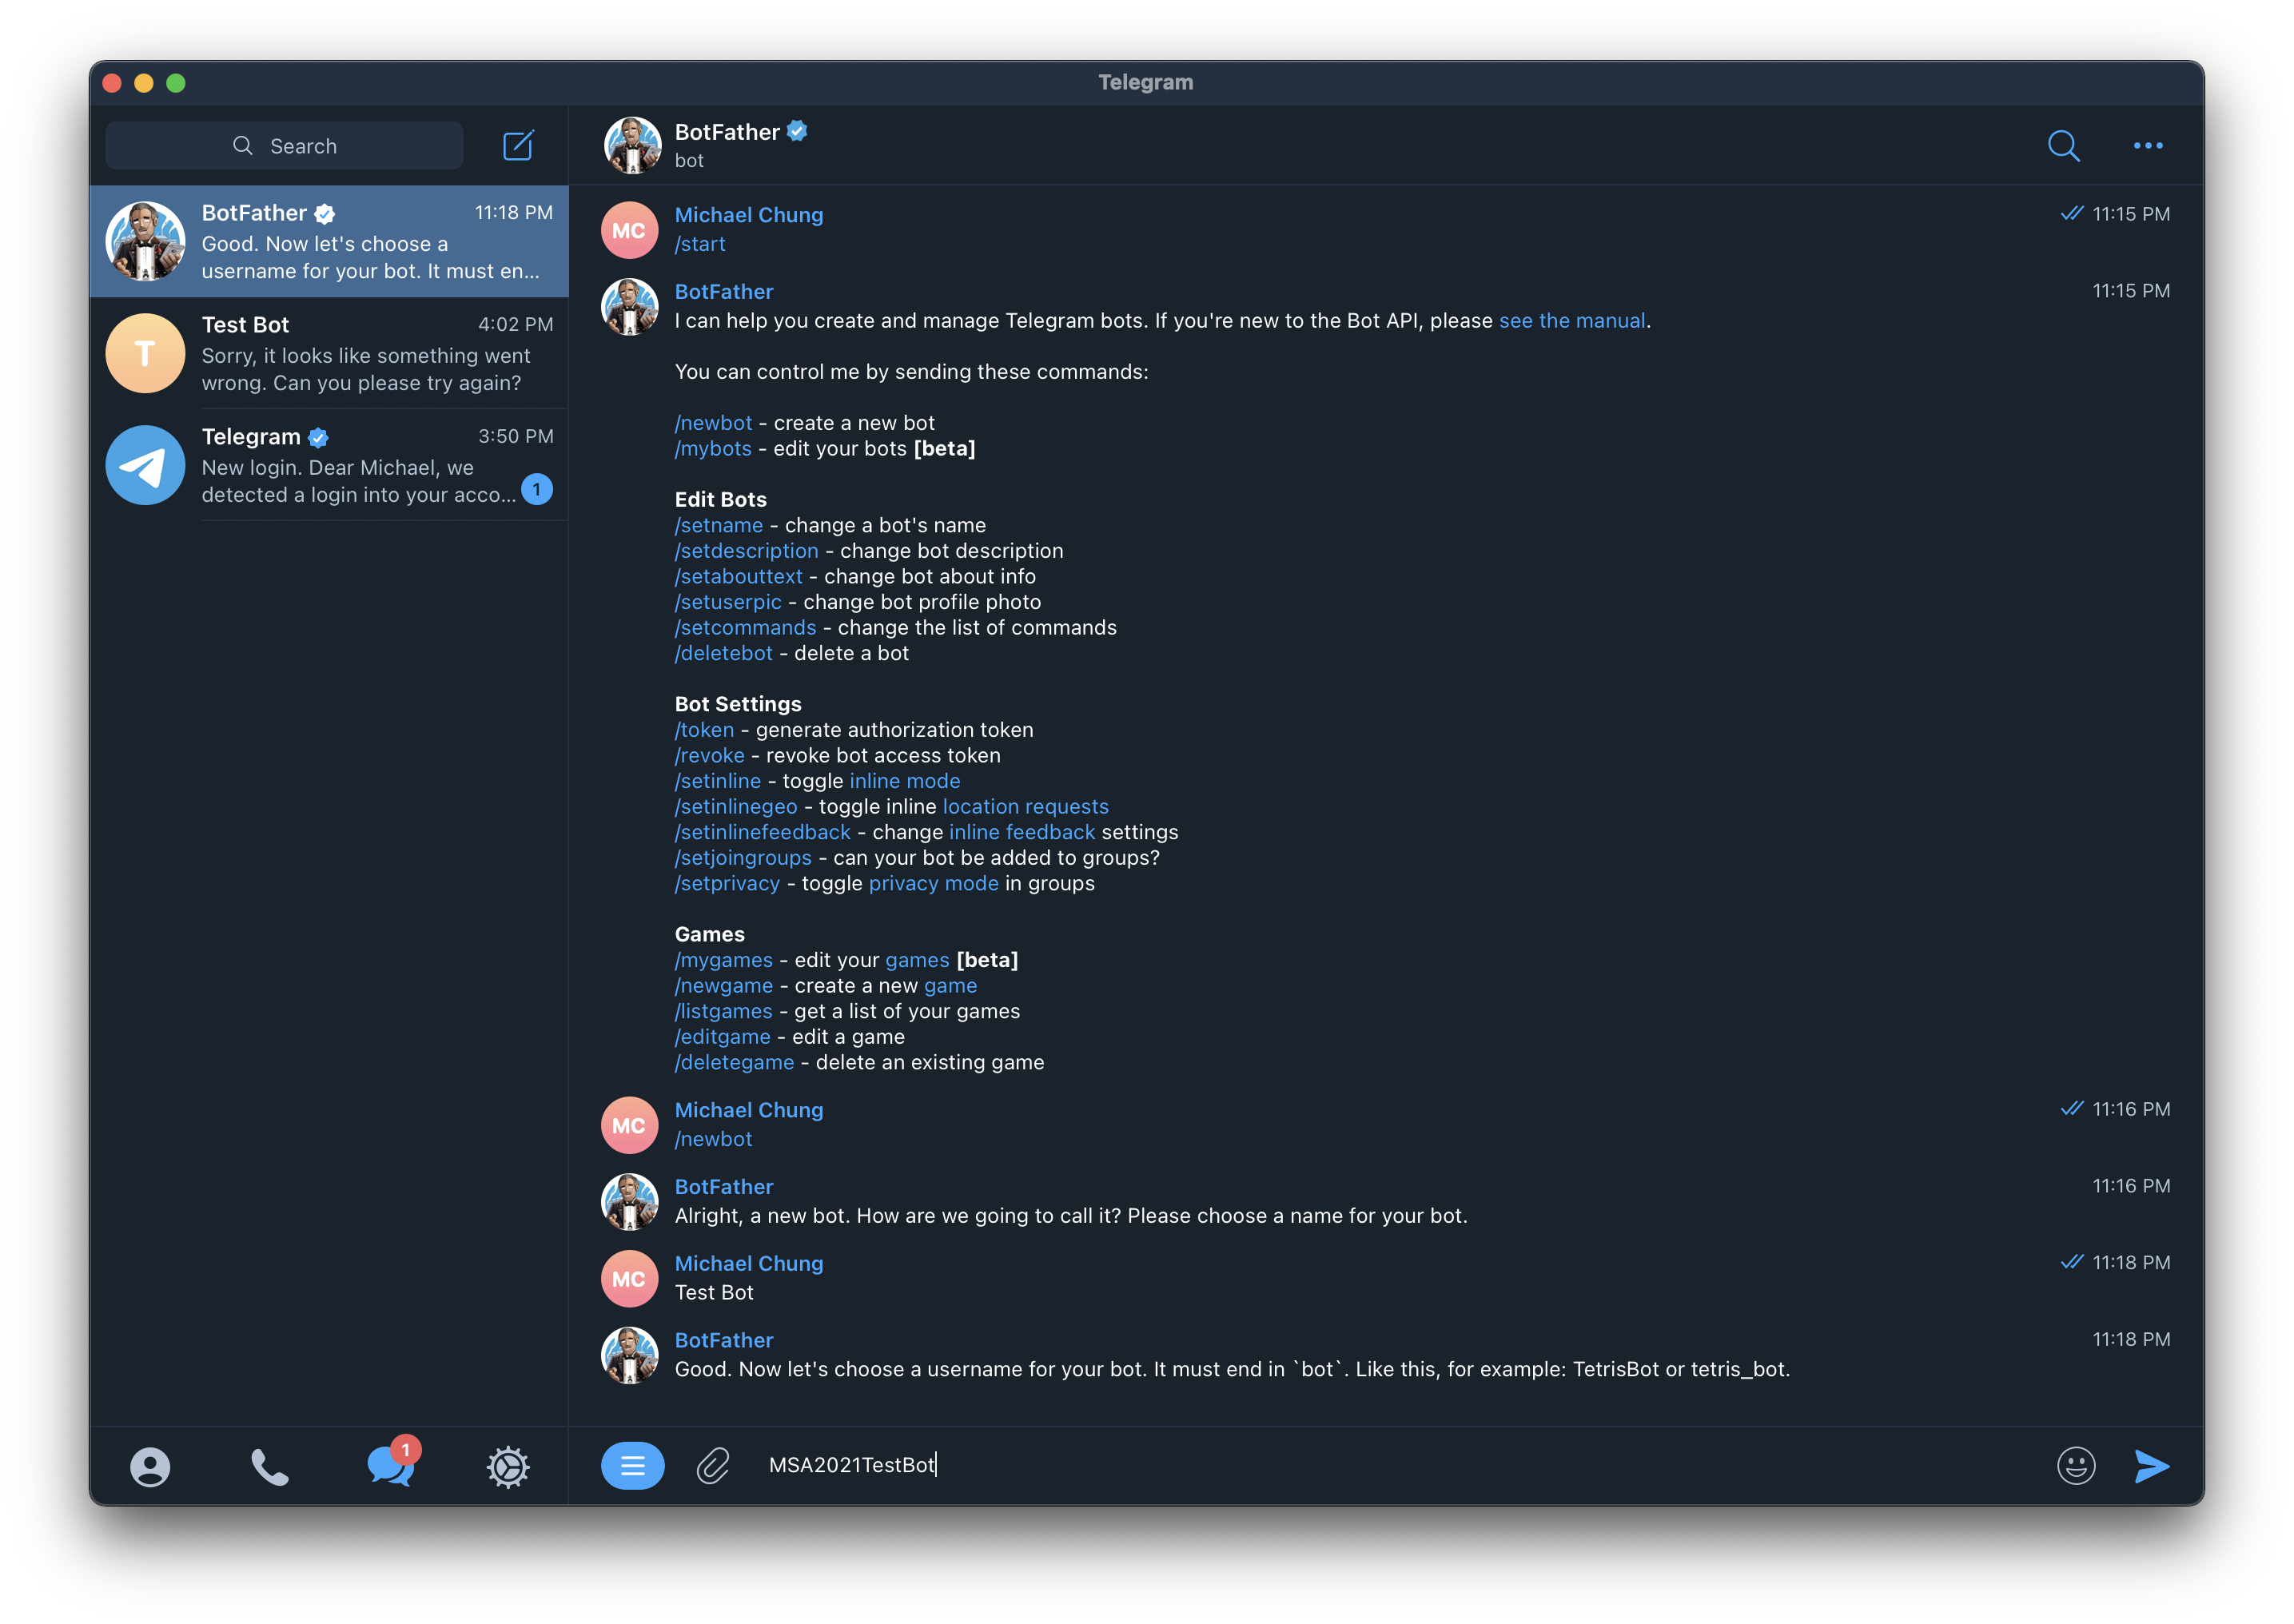 Telegram
Search
BotFather
11:18 PM
Good. Now let's choose a
username for your bot. It must en...
T
Test Bot
4:02 PM
Sorry, it looks like something went
wrong. Can you please try again?
Telegram
3:50 PM
New login. Dear Michael, we
detected a login into your acco...
1
1
BotFather
bot
MC
Michael Chung
11:15 PM
/start
BotFather
11:15 PM
I can help you create and manage Telegram bots. If you're new to the Bot API, please see the manual.
You can control me by sending these commands:
/newbot - create a new bot
/mybots - edit your bots [beta]
Edit Bots
/setname - change a bot's name
/setdescription - change bot description
/setabouttext - change bot about info
/setuserpic - change bot profile photo
/setcommands - change the list of commands
/deletebot - delete a bot
Bot Settings
/token - generate authorization token
/revoke - revoke bot access token
/setinline - toggle inline mode
/setinlinegeo - toggle inline location requests
/setinlinefeedback - change inline feedback settings
/setjoingroups - can your bot be added to groups?
/setprivacy - toggle privacy mode in groups
Games
/mygames - edit your games [beta]
/newgame - create a new game
/listgames - get a list of your games
/editgame - edit a game
/deletegame - delete an existing game
MC
Michael Chung
11:16 PM
/newbot
BotFather
11:16 PM
Alright, a new bot. How are we going to call it? Please choose a name for your bot.
MC
Michael Chung
11:18 PM
Test Bot
BotFather
11:18 PM
Good. Now let's choose a username for your bot. It must end in `bot`. Like this, for example: TetrisBot or tetris_bot.
MSA2021TestBot